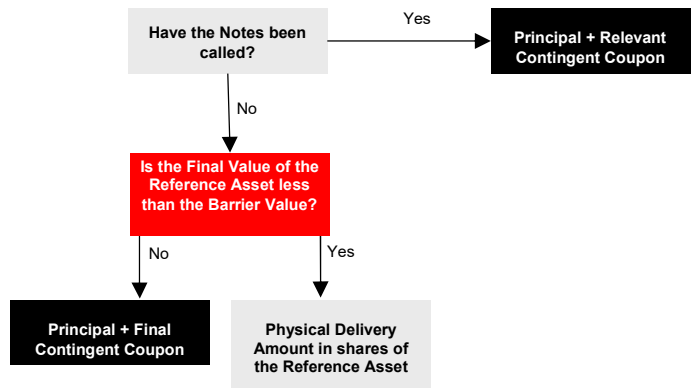 Have the Notes been
called?
Yes
Principal + Relevant
Contingent Coupon
No
Is the Final Value of the
Reference Asset less
than the Barrier Value?
No
Yes
Principal + Final
Contingent Coupon
Physical Delivery
Amount in shares of
the Reference Asset